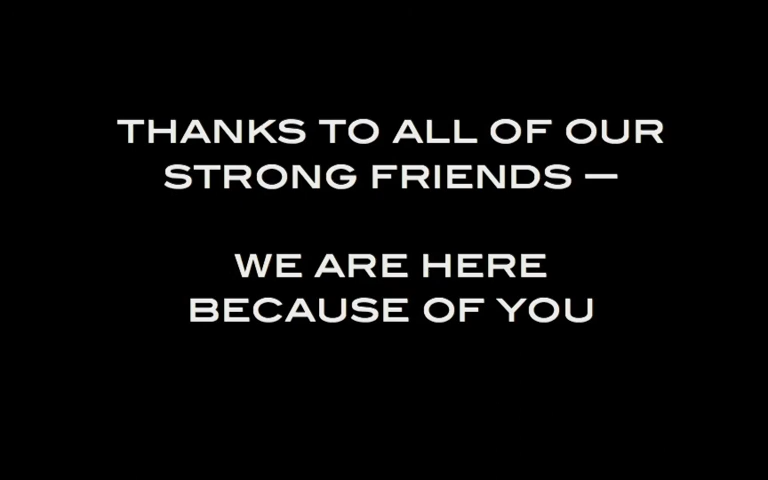 THANKS TO ALL OF OUR
STRONG FRIENDS —
WE ARE HERE
BECAUSE OF YOU